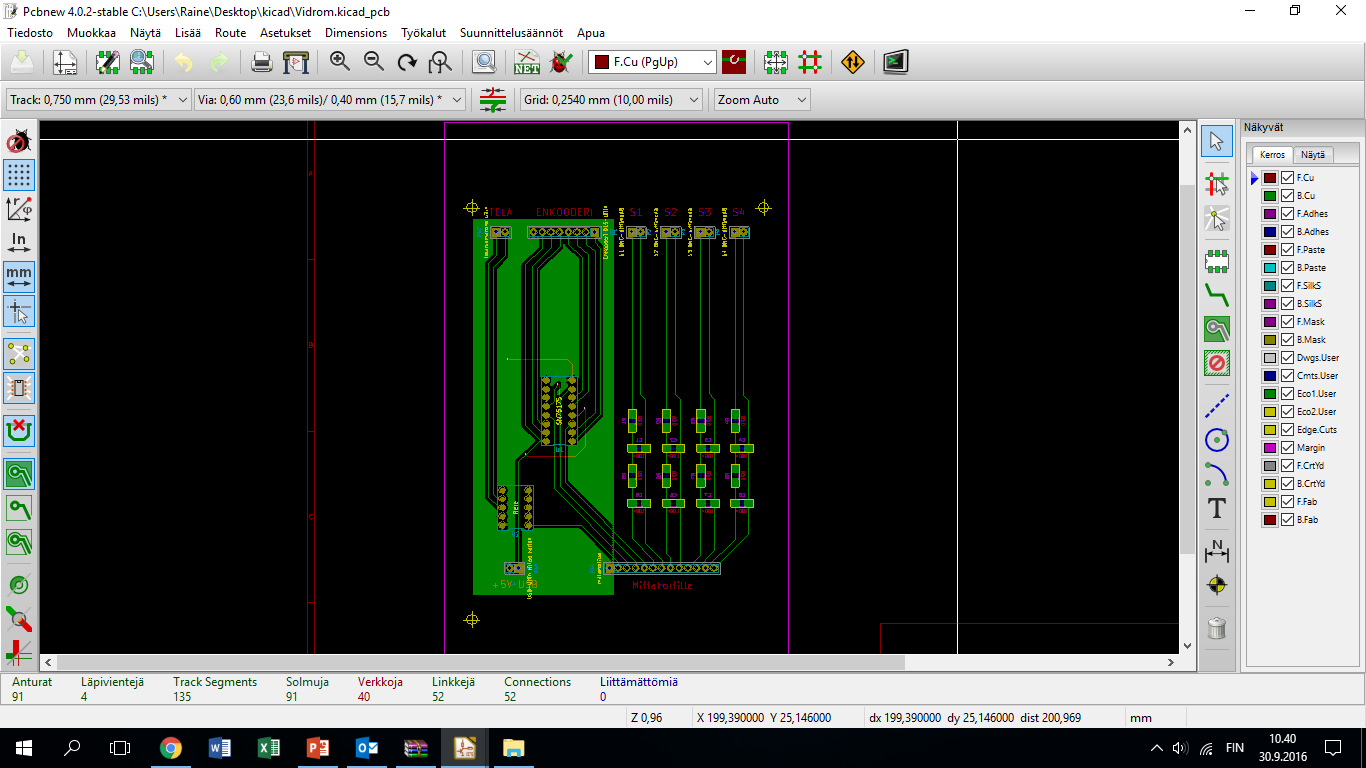 Pcbnew 4.0.2-stable C:\Users\Raine\Desktop\kicad\Vidrom.kicad_pcb
Tiedosto Muokkaa Näytä Lisää Route Asetukset Dimensions Työkalut Suunnittelusäännöt Apua
NET F.Cu (PgUp)
Track: 0,750 mm (29,53 mils) * Via: 0,60 mm (23,6 mil)/ 0,40 mm (15,7 mils) * Grid: 0,2540 mm (10,00 mils) Zoom Auto
Näkyvät
Kerros Näytä
F.Cu
B.Cu
F.Adhes
B.Adhes
F.Paste
B.Paste
F.SilkS
B.SilkS
F.Mask
B.Mask
Dwgs.User
Cmts.User
Eco1.User
Eco2.User
Edge.Cuts
Margin
F.CrtYd
B.CrtYd
F.Fab
B.Fab
In
mm
T
N
A
B
C
TELA ENKOODERI S1 S2 S3 S4
SN75175
+5V-USB
Anturat Läpivientejä Track Segments Solmuja Verkkoja Linkkejä Connections Liittämättömiä
91 4 135 91 40 52 52 0
Z 0,96 X 199,390000 Y 25,146000 dx 199,390000 dy 25,146000 dist 200,969 mm
FIN 10.40
30.9.2016